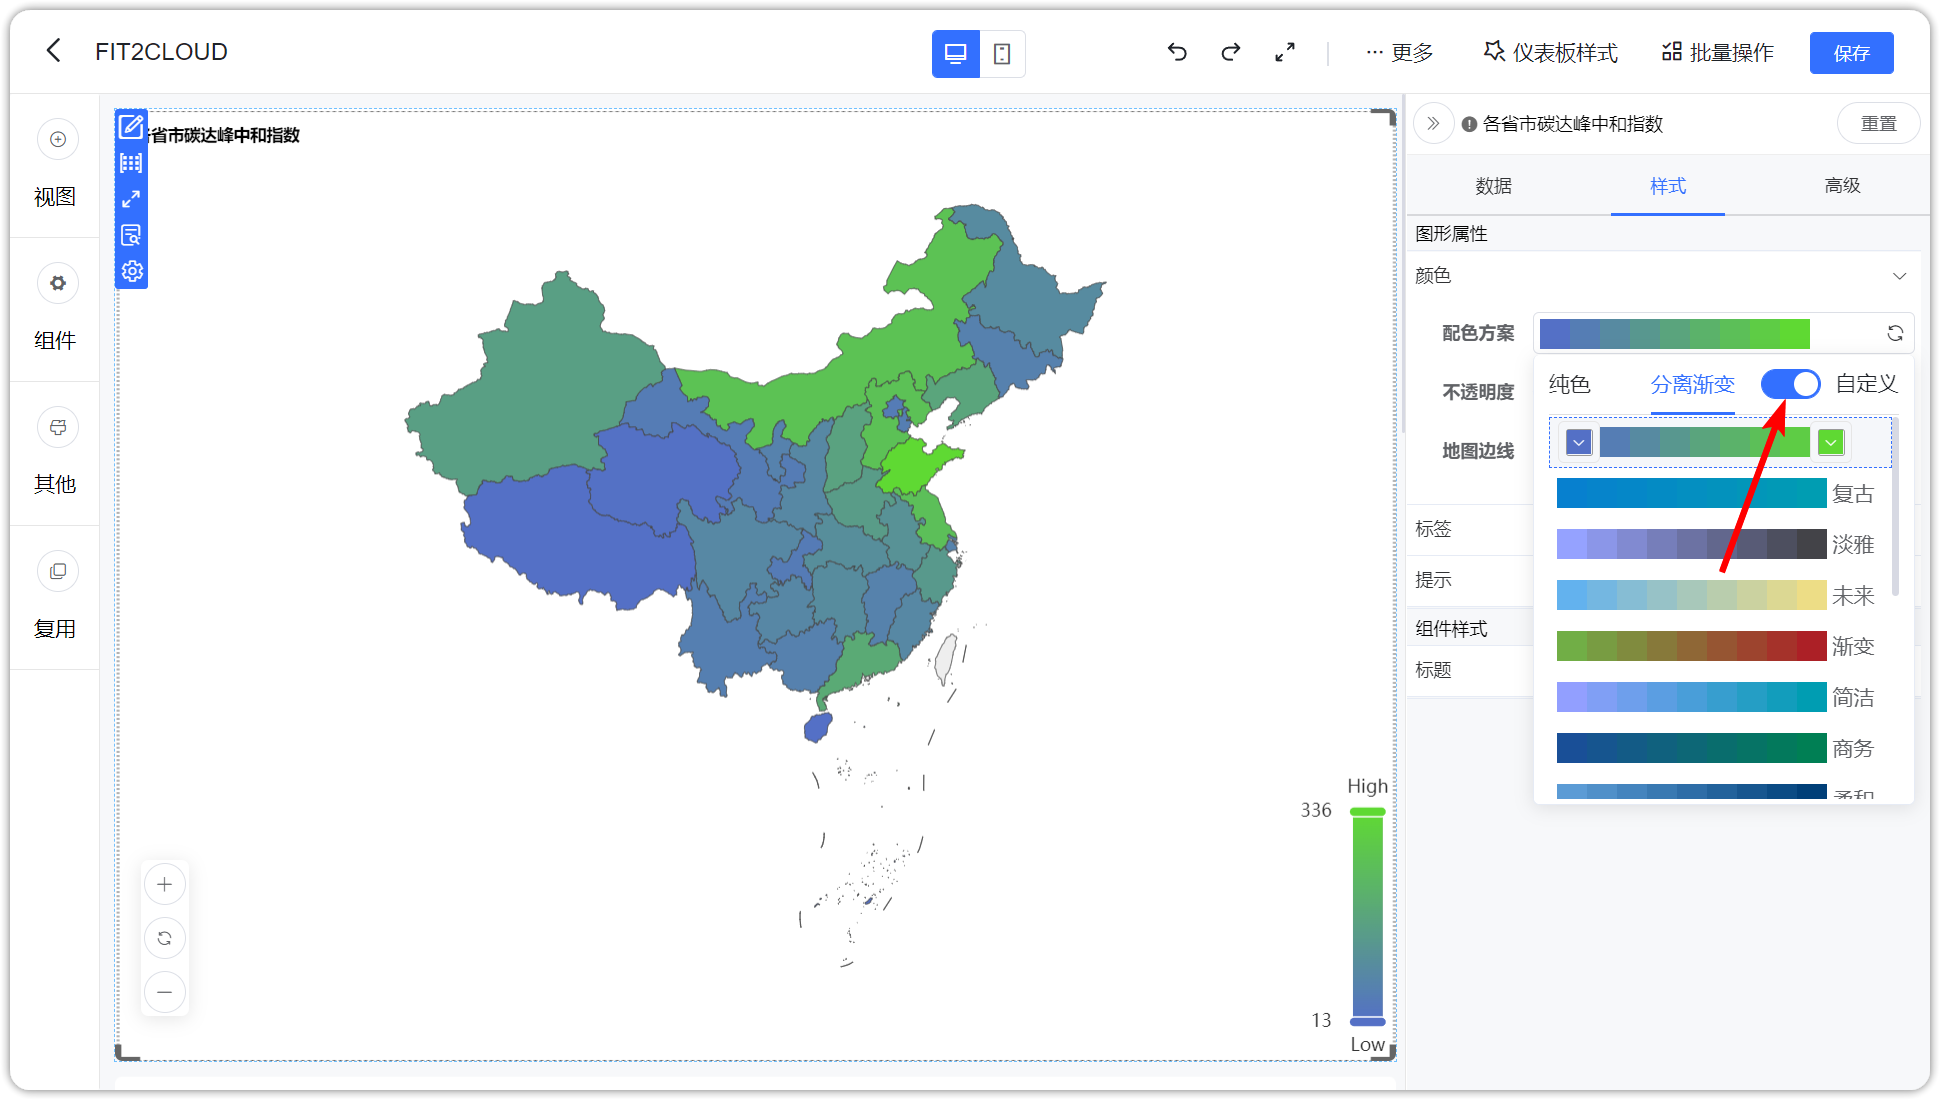 FIT2CLOUD
更多
仪表板样式
批量操作
保存
视图
组件
其他
复用
各省市碳达峰中和指数
High
336
13
Low
各省市碳达峰中和指数
重置
数据
样式
高级
图形属性
颜色
配色方案
不透明度
地图边线
纯色
分离渐变
自定义
复古
淡雅
未来
渐变
简洁
商务
柔和
标签
提示
组件样式
标题